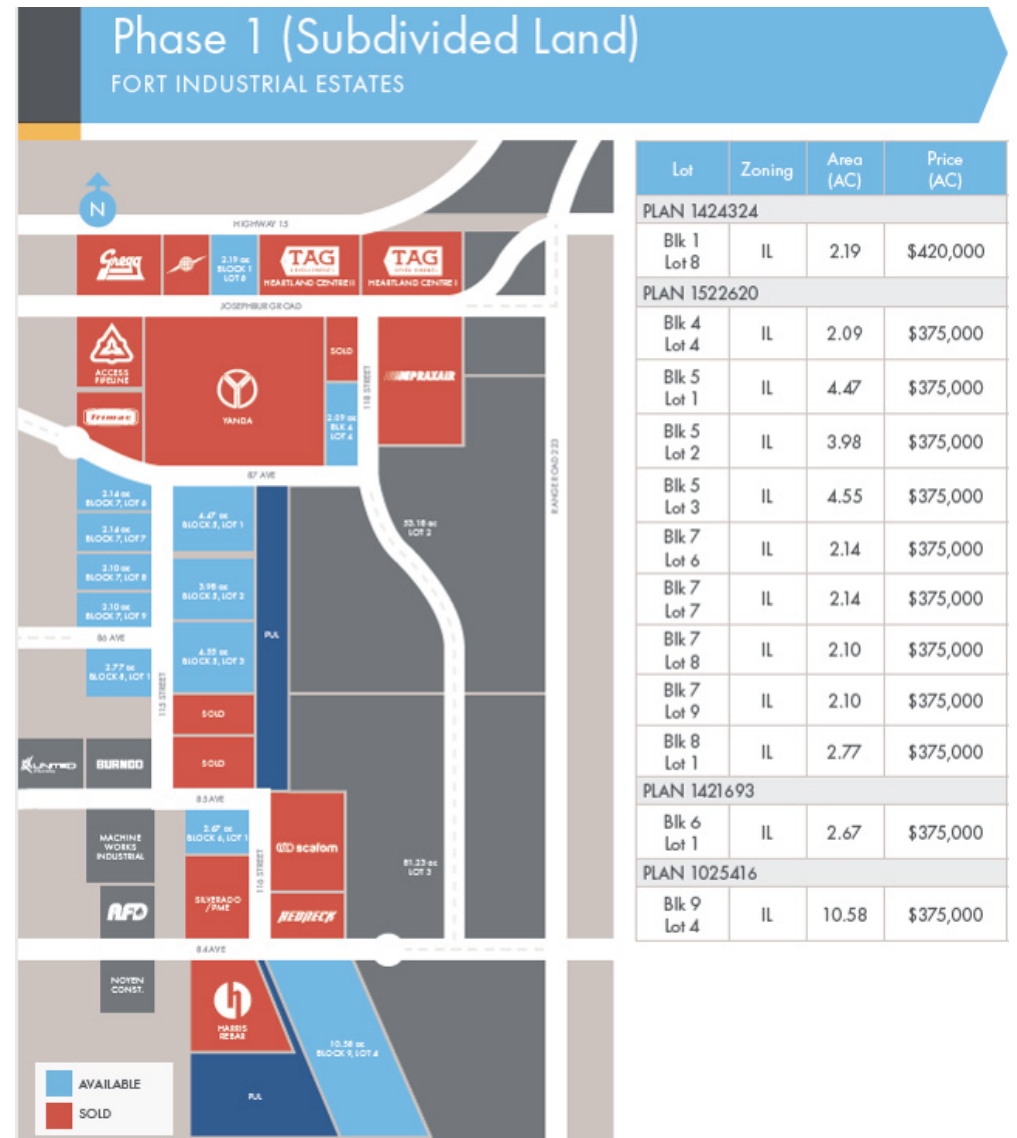 Phase 1 (Subdivided Land)
FORT INDUSTRIAL ESTATES
N
HIGHWAY 15
Gregg
2.19 ac
BLOCK 1
LOT 8
TAG
DEVELOPMENTS
HEARTLAND CENTRE II
TAG
DEVELOPMENTS
HEARTLAND CENTRE I
JOSEPHBURG ROAD
ACCESS
PIPELINE
Trimac
YANDA
SOLD
2.09 ac
BLK 4
LOT 4
118 STREET
PRAXAIR
RANGE ROAD 223
87 AVE
2.14 ac
BLOCK 7, LOT 6
2.14 ac
BLOCK 7, LOT 7
2.10 ac
BLOCK 7, LOT 8
2.10 ac
BLOCK 7, LOT 9
86 AVE
2.77 ac
BLOCK 8, LOT 1
115 STREET
4.47 ac
BLOCK 5, LOT 1
3.98 ac
BLOCK 5, LOT 2
4.55 ac
BLOCK 5, LOT 3
SOLD
SOLD
PUL
53.18 ac
LOT 2
UNITED
BURNCO
85 AVE
MACHINE
WORKS
INDUSTRIAL
2.67 ac
BLOCK 6, LOT 1
116 STREET
scafom
81.23 ac
LOT 3
AFD
SILVERADO
/PME
REDNECK
84 AVE
NOYEN
CONST.
HARRIS
REBAR
10.58 ac
BLOCK 9, LOT 4
PUL
AVAILABLE
SOLD
Lot Zoning Area (AC) Price (AC)
PLAN 1424324
Blk 1 Lot 8 IL 2.19 $420,000
PLAN 1522620
Blk 4 Lot 4 IL 2.09 $375,000
Blk 5 Lot 1 IL 4.47 $375,000
Blk 5 Lot 2 IL 3.98 $375,000
Blk 5 Lot 3 IL 4.55 $375,000
Blk 7 Lot 6 IL 2.14 $375,000
Blk 7 Lot 7 IL 2.14 $375,000
Blk 7 Lot 8 IL 2.10 $375,000
Blk 7 Lot 9 IL 2.10 $375,000
Blk 8 Lot 1 IL 2.77 $375,000
PLAN 1421693
Blk 6 Lot 1 IL 2.67 $375,000
PLAN 1025416
Blk 9 Lot 4 IL 10.58 $375,000